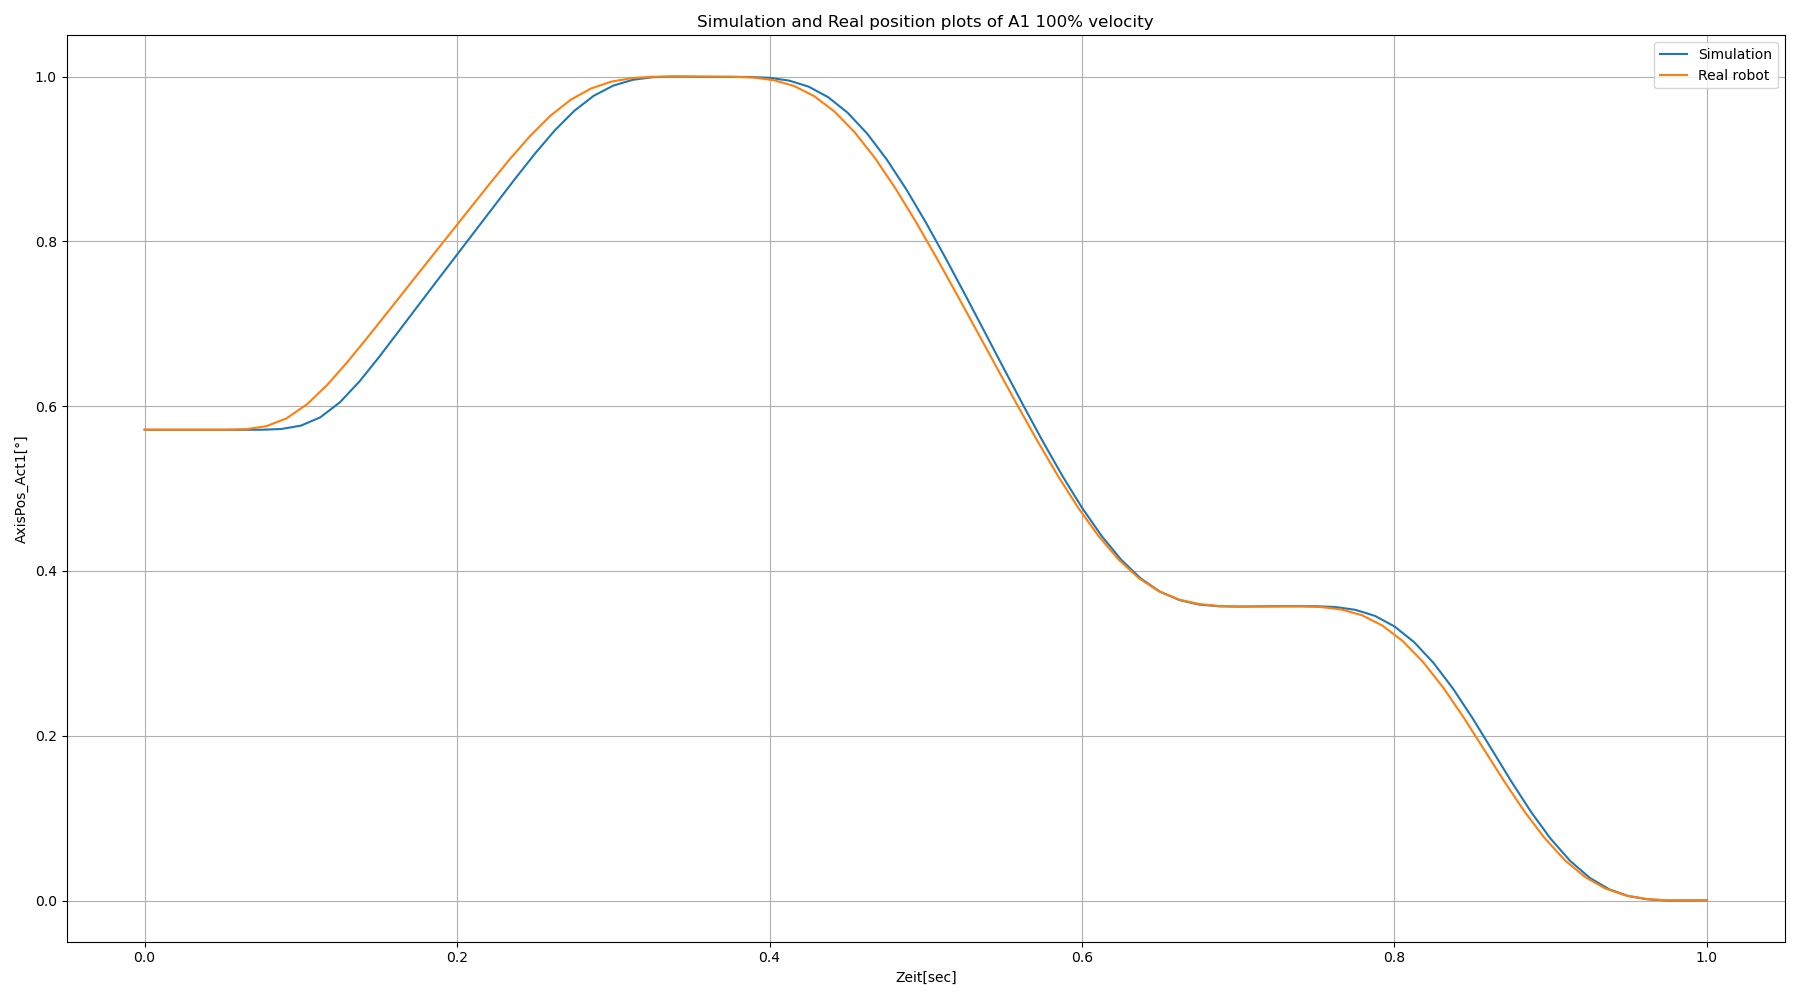 Simulation and Real position plots of A1 100% velocity
Simulation
Real robot
AxisPos_Act1[°]
1.0
0.8
0.6
0.4
0.2
0.0
0.0 0.2 0.4 0.6 0.8 1.0
Zeit[sec]